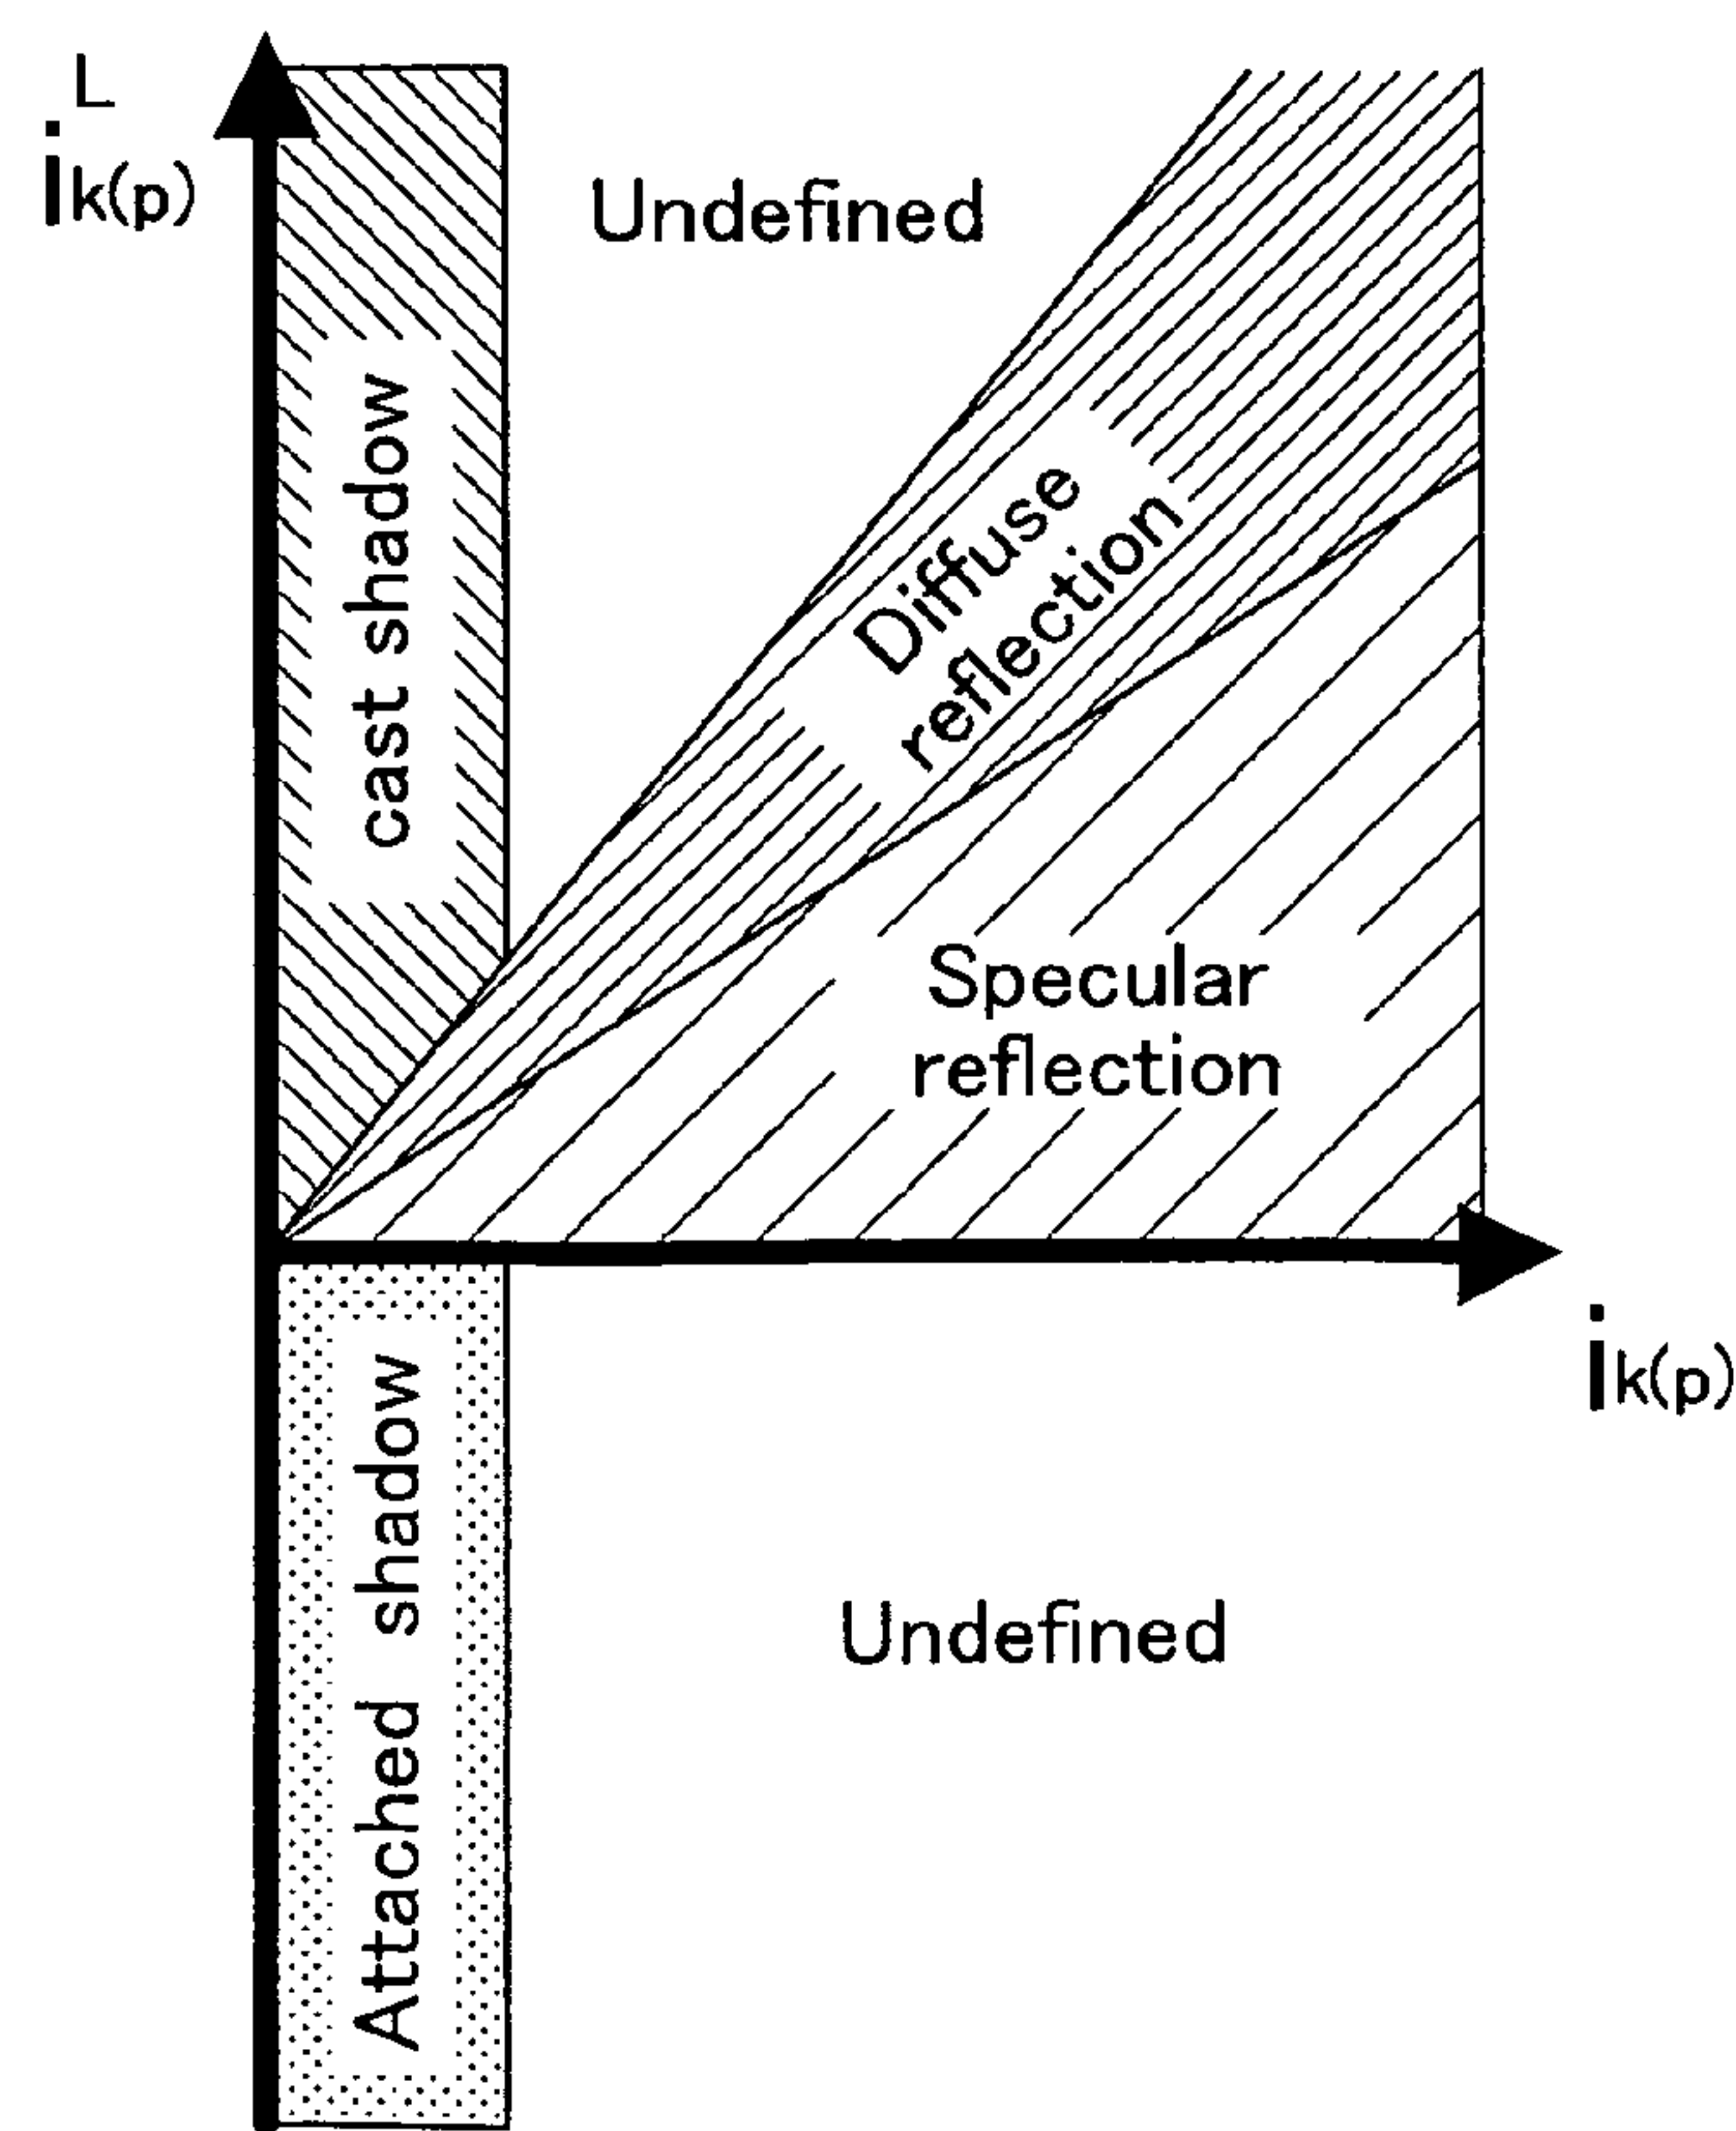 L
ik(p)
Undefined
cast shadow
Diffuse
reflection
Specular
reflection
ik(p)
Attached shadow
Undefined